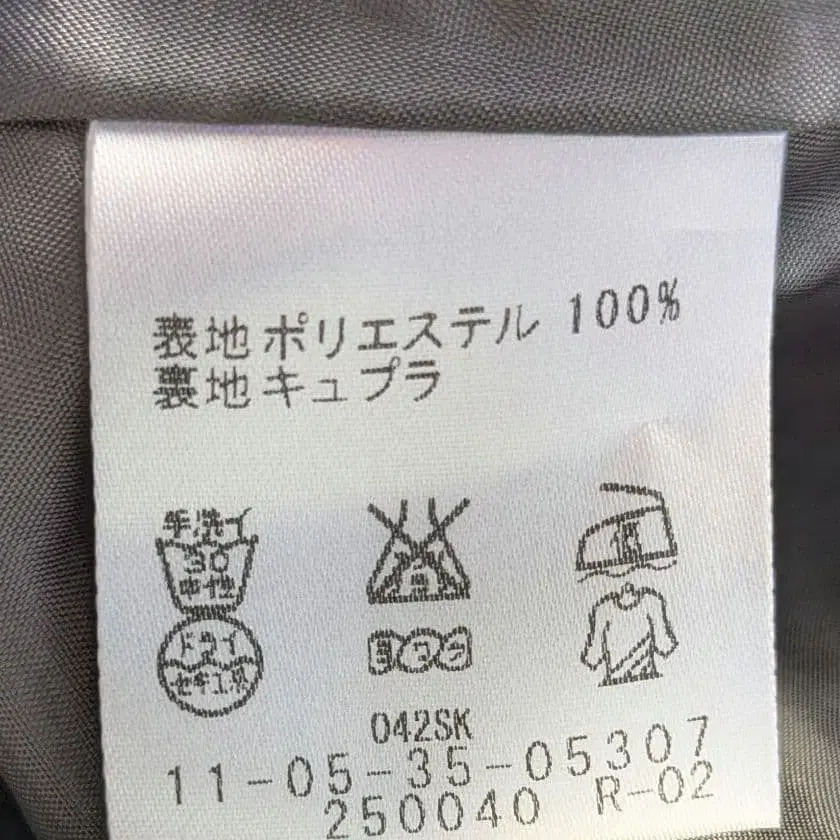 表地ポリエステル 100%
裏地キュプラ
手洗イ
30
中性
ドライ
セキユ系
ヨワク
042SK
11-05-35-05307
250040 R-02